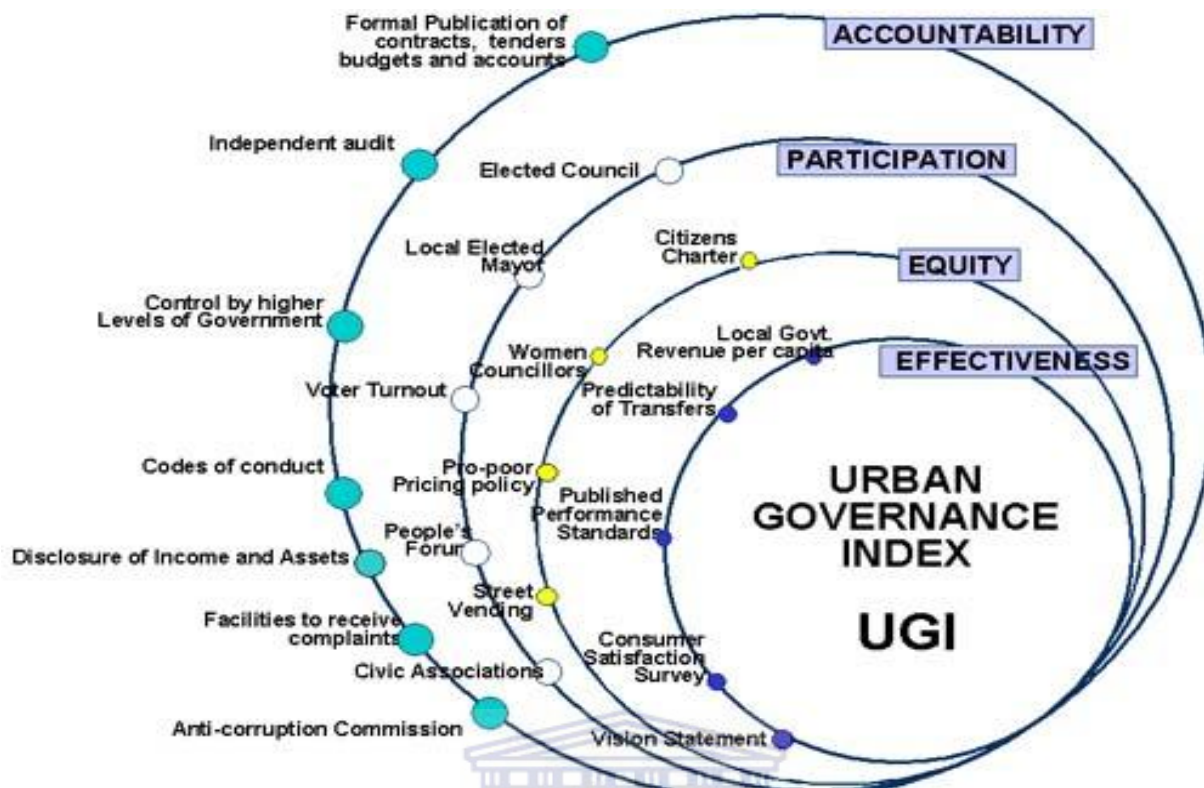 Formal Publication of
contracts, tenders
budgets and accounts
ACCOUNTABILITY
Independent audit
Elected Council
PARTICIPATION
Local Elected
Mayor
Citizens
Charter
EQUITY
Control by higher
Levels of Government
Women
Councillors
Local Govt.
Revenue per capita
EFFECTIVENESS
Voter Turnout
Predictability
of Transfers
Codes of conduct
Pro-poor
Pricing policy
Published
Performance
Standards
URBAN
GOVERNANCE
INDEX
UGI
People's
Forum
Disclosure of Income and Assets
Street
Vending
Facilities to receive
complaints
Consumer
Satisfaction
Survey
Civic Associations
Anti-corruption Commission
Vision Statement